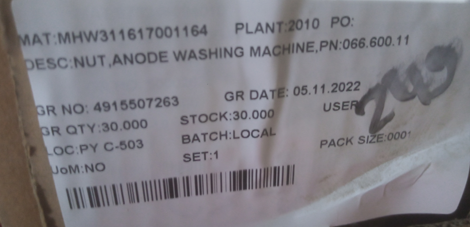 MAT:MHW311617001164 PLANT:2010 PO:
DESC:NUT,ANODE WASHING MACHINE,PN:066.600.11
GR NO: 4915507263 GR DATE: 05.11.2022
GR QTY:30.000 STOCK:30.000 USER
LOC:PY C-503 BATCH:LOCAL PACK SIZE:000
UoM:NO SET:1
249